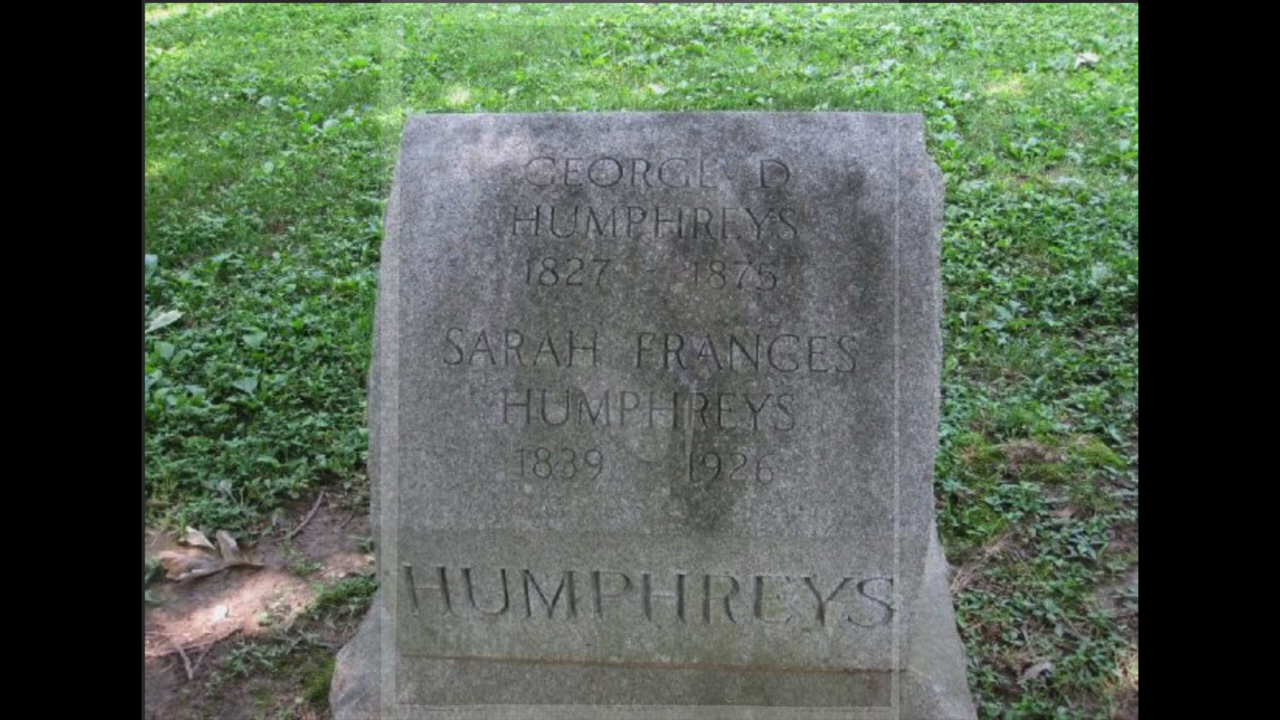 GEORGE D
HUMPHREYS
1827 - 1875
SARAH FRANCES
HUMPHREYS
1839 - 1926
HUMPHREYS